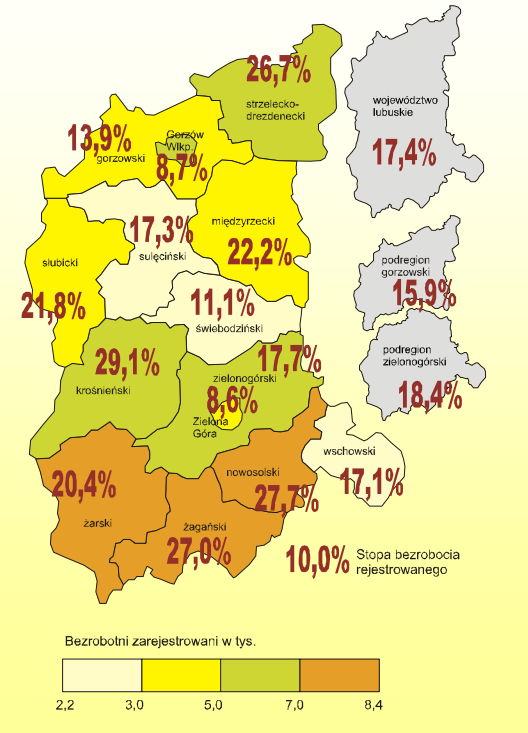 26,7%
strzelecko-
drezdenecki
województwo
lubuskie
17,4%
13,9%
gorzowski
Gorzów
Wlkp.
8,7%
międzyrzecki
22,2%
17,3%
sulęciński
słubicki
21,8%
podregion
gorzowski
15,9%
11,1%
świebodziński
podregion
zielonogórski
18,4%
29,1%
krośnieński
17,7%
zielonogórski
8,6%
Zielona
Góra
wschowski
17,1%
nowosolski
27,7%
20,4%
żarski
żagański
27,0%
10,0% Stopa bezrobocia
rejestrowanego
Bezrobotni zarejestrowani w tys.
2,2 3,0 5,0 7,0 8,4